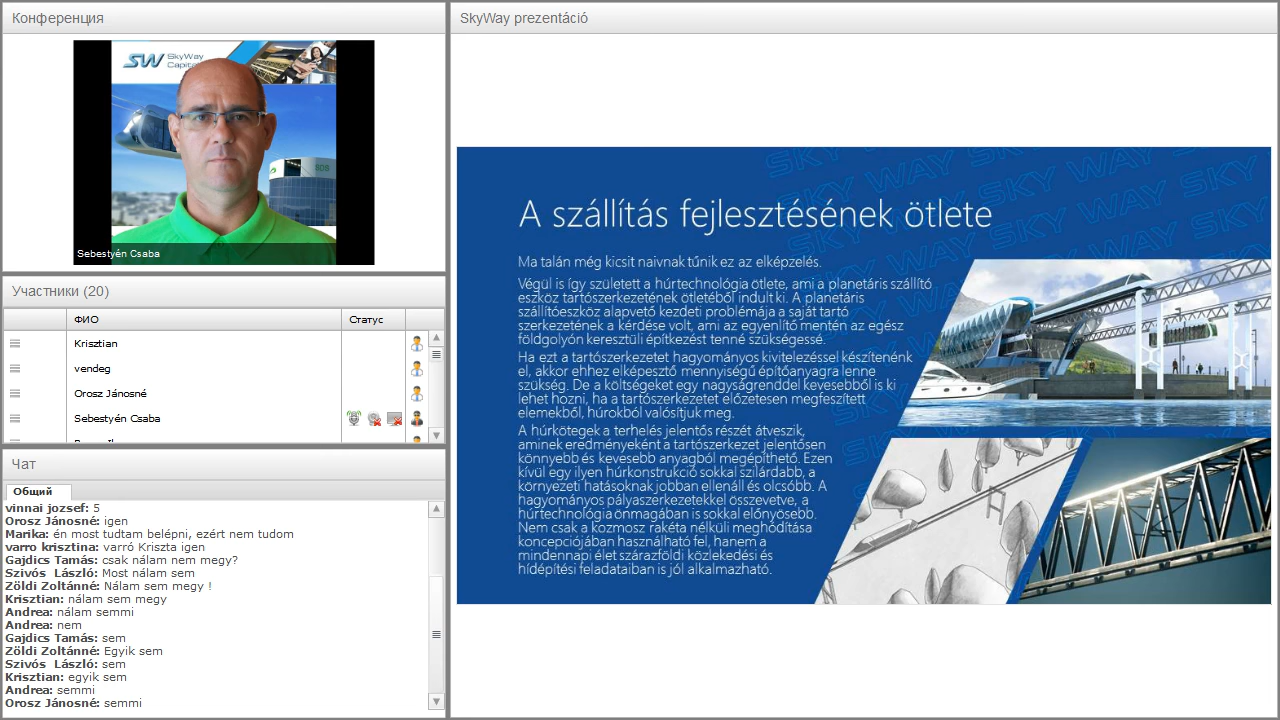 Конференция
SW SkyWay
Sebestyén Csaba
Участники (20)
ФИО Статус
Krisztian
vendeg
Orosz Jánosné
Sebestyén Csaba
Чат
Общий
vinnai jozsef: 5
Orosz Jánosné: igen
Marika: én most tudtam belépni, ezért nem tudom
varro krisztina: varró Kriszta igen
Gajdics Tamás: csak nálam nem megy?
Szivós László: Most nálam sem
Zöldi Zoltánné: Nálam sem megy !
Krisztian: nálam sem megy
Andrea: nálam semmi
Andrea: nem
Gajdics Tamás: sem
Zöldi Zoltánné: Egyik sem
Szivós László: sem
Krisztian: egyik sem
Andrea: semmi
Orosz Jánosné: semmi
SkyWay prezentáció
SKY WAY SKY WAY SKY
A szállítás fejlesztésének ötlete
Ma talán még kicsit naivnak tűnik ez az elképzelés.
Végül is így született a húrtechnológia ötlete, ami a planetáris szállító
eszköz tartószerkezetének ötletéből indult ki. A planetáris
szállítóeszköz alapvető kezdeti problémája a saját tartó
szerkezetének a kérdése volt, ami az egyenlítő mentén az egész
földgolyón keresztüli építkezést tenné szükségessé.
Ha ezt a tartószerkezetet hagyományos kivitelezéssel készítenénk
el, akkor ehhez elképesztő mennyiségű építőanyagra lenne
szükség. De a költségeket egy nagyságrenddel kevesebből is ki
lehet hozni, ha a tartószerkezetet előzetesen megfeszített
elemekből, húrokból valósítjuk meg.
A húrkötegek a terhelés jelentős részét átveszik,
aminek eredményeként a tartószerkezet jelentősen
könnyebb és kevesebb anyagból megépíthető. Ezen
kívül egy ilyen húrkonstrukció sokkal szilárdabb, a
környezeti hatásoknak jobban ellenáll és olcsóbb. A
hagyományos pályaszerkezetekkel összevetve, a
húrtechnológia önmagában is sokkal előnyösebb.
Nem csak a kozmosz rakéta nélküli meghódítása
koncepciójában használható fel, hanem a
mindennapi élet szárazföldi közlekedési és
hídépítési feladataiban is jól alkalmazható.